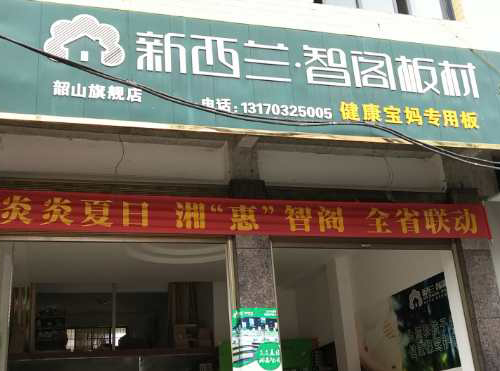 新西兰·智阁板材
韶山旗舰店
电话:13170325005 健康宝妈专用板
炎炎夏日 湘“惠”智阁 全省联动